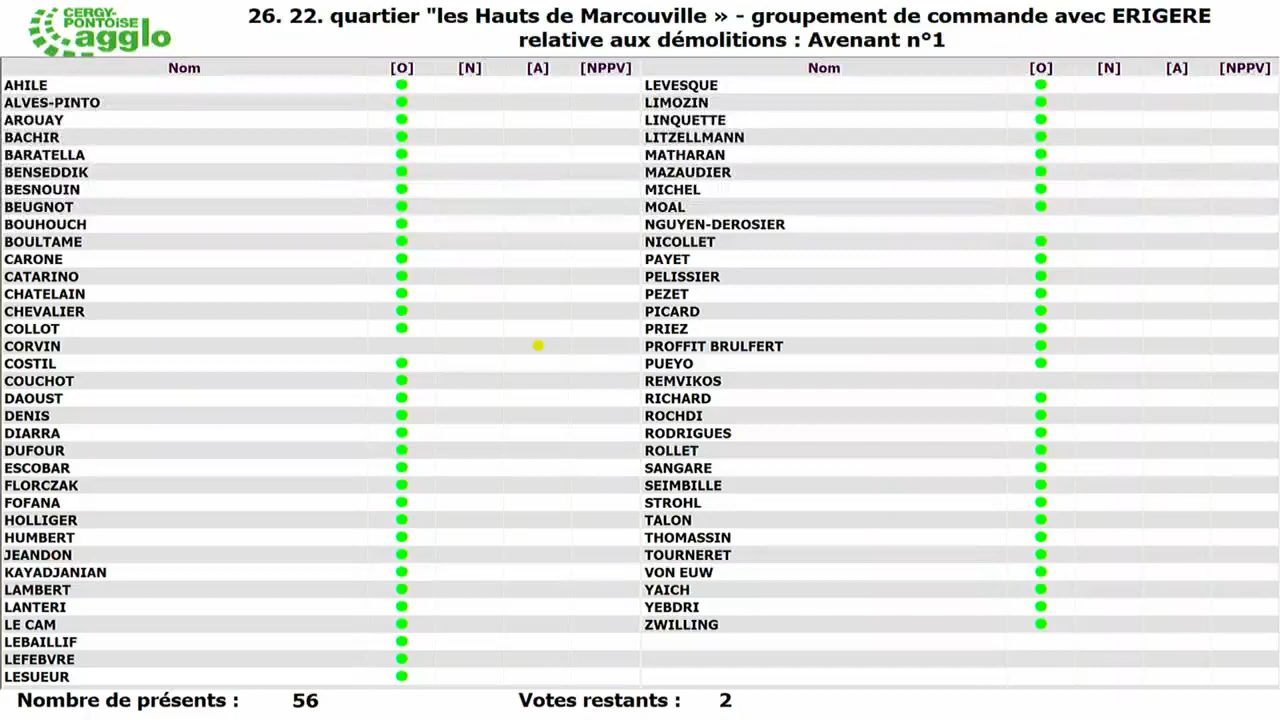 CERGY-
PONTOISE
agglo
26. 22. quartier "les Hauts de Marcouville » - groupement de commande avec ERIGERE
relative aux démolitions : Avenant n°1
Nom [O] [N] [A] [NPPV] Nom [O] [N] [A] [NPPV]
AHILE LEVESQUE
ALVES-PINTO LIMOZIN
AROUAY LINQUETTE
BACHIR LITZELLMANN
BARATELLA MATHARAN
BENSEDDIK MAZAUDIER
BESNOUIN MICHEL
BEUGNOT MOAL
BOUHOUCH NGUYEN-DEROSIER
BOULTAME NICOLLET
CARONE PAYET
CATARINO PELISSIER
CHATELAIN PEZET
CHEVALIER PICARD
COLLOT PRIEZ
CORVIN PROFFIT BRULFERT
COSTIL PUEYO
COUCHOT REMVIKOS
DAOUST RICHARD
DENIS ROCHDI
DIARRA RODRIGUES
DUFOUR ROLLET
ESCOBAR SANGARE
FLORCZAK SEIMBILLE
FOFANA STROHL
HOLLIGER TALON
HUMBERT THOMASSIN
JEANDON TOURNERET
KAYADJANIAN VON EUW
LAMBERT YAICH
LANTERI YEBDRI
LE CAM ZWILLING
LEBAILLIF
LEFEBVRE
LESUEUR
Nombre de présents : 56 Votes restants : 2